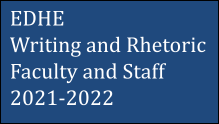 EDHE
Writing and Rhetoric
Faculty and Staff
2021-2022